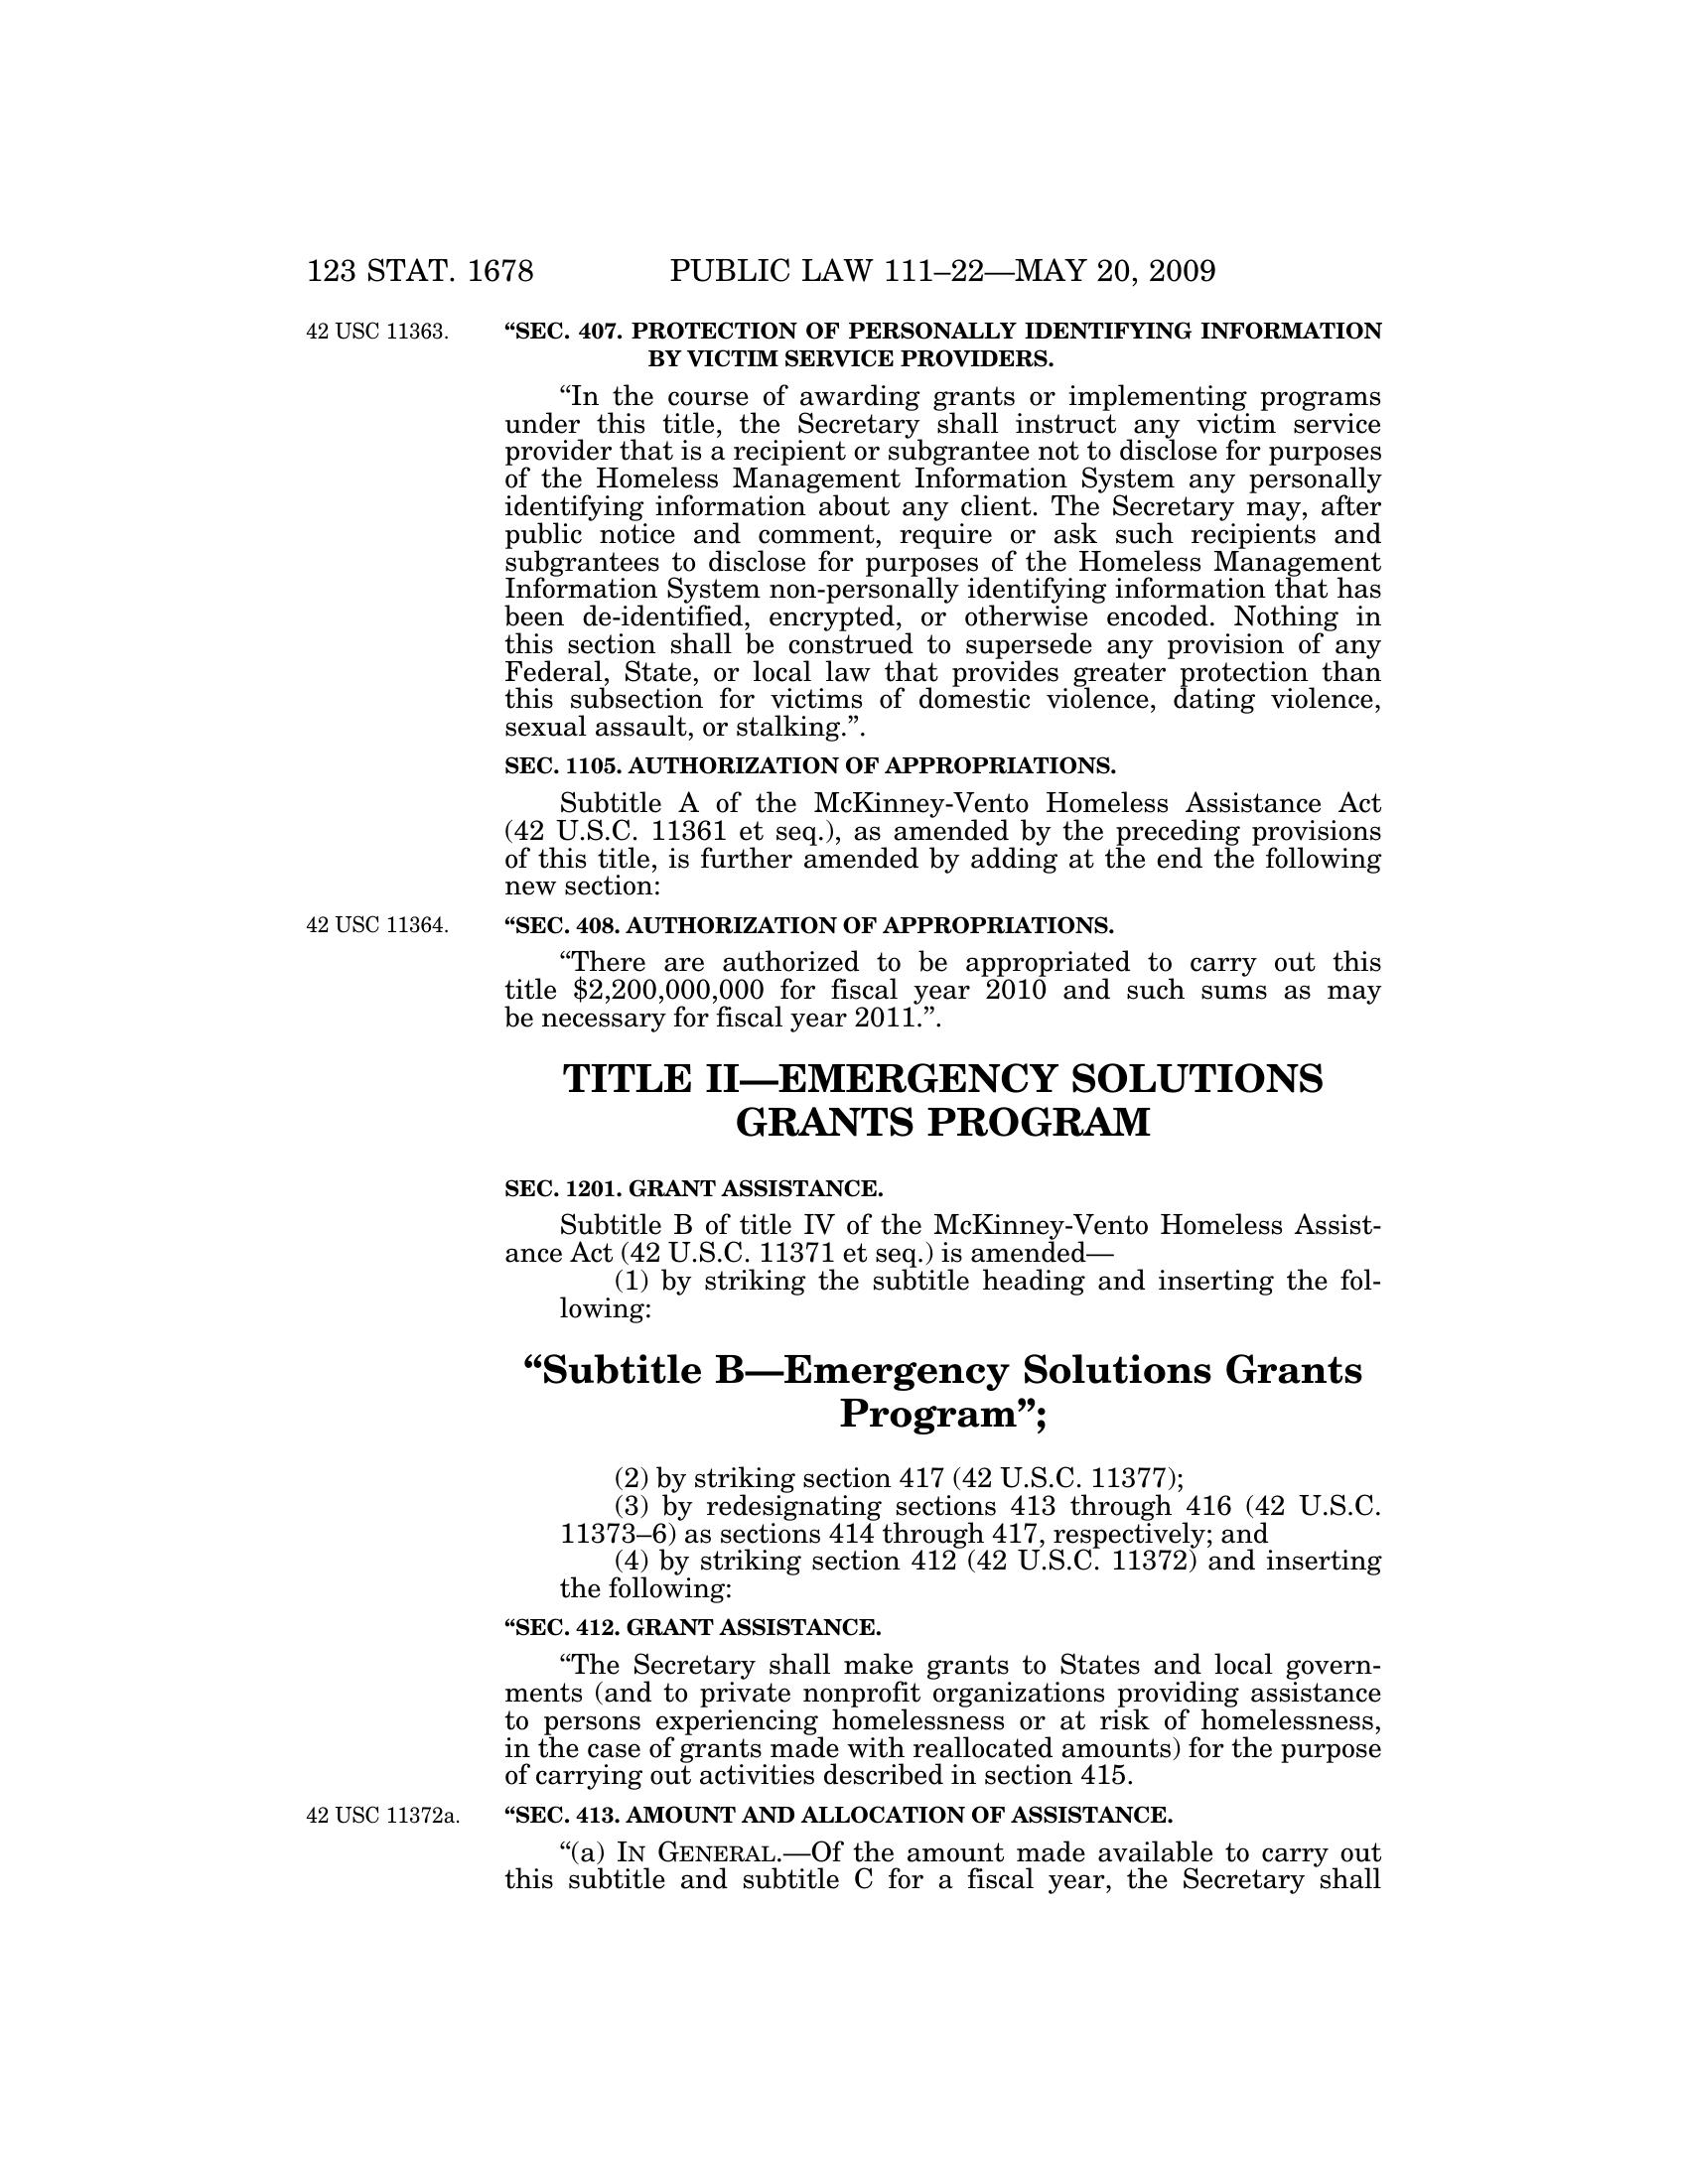 123 STAT. 1678 PUBLIC LAW 111–22—MAY 20, 2009
42 USC 11363.
“SEC. 407. PROTECTION OF PERSONALLY IDENTIFYING INFORMATION
BY VICTIM SERVICE PROVIDERS.
“In the course of awarding grants or implementing programs
under this title, the Secretary shall instruct any victim service
provider that is a recipient or subgrantee not to disclose for purposes
of the Homeless Management Information System any personally
identifying information about any client. The Secretary may, after
public notice and comment, require or ask such recipients and
subgrantees to disclose for purposes of the Homeless Management
Information System non-personally identifying information that has
been de-identified, encrypted, or otherwise encoded. Nothing in
this section shall be construed to supersede any provision of any
Federal, State, or local law that provides greater protection than
this subsection for victims of domestic violence, dating violence,
sexual assault, or stalking.”.
SEC. 1105. AUTHORIZATION OF APPROPRIATIONS.
Subtitle A of the McKinney-Vento Homeless Assistance Act
(42 U.S.C. 11361 et seq.), as amended by the preceding provisions
of this title, is further amended by adding at the end the following
new section:
42 USC 11364.
“SEC. 408. AUTHORIZATION OF APPROPRIATIONS.
“There are authorized to be appropriated to carry out this
title $2,200,000,000 for fiscal year 2010 and such sums as may
be necessary for fiscal year 2011.”.
TITLE II—EMERGENCY SOLUTIONS
GRANTS PROGRAM
SEC. 1201. GRANT ASSISTANCE.
Subtitle B of title IV of the McKinney-Vento Homeless Assist-
ance Act (42 U.S.C. 11371 et seq.) is amended—
(1) by striking the subtitle heading and inserting the fol-
lowing:
“Subtitle B—Emergency Solutions Grants
Program”;
(2) by striking section 417 (42 U.S.C. 11377);
(3) by redesignating sections 413 through 416 (42 U.S.C.
11373–6) as sections 414 through 417, respectively; and
(4) by striking section 412 (42 U.S.C. 11372) and inserting
the following:
“SEC. 412. GRANT ASSISTANCE.
“The Secretary shall make grants to States and local govern-
ments (and to private nonprofit organizations providing assistance
to persons experiencing homelessness or at risk of homelessness,
in the case of grants made with reallocated amounts) for the purpose
of carrying out activities described in section 415.
42 USC 11372a.
“SEC. 413. AMOUNT AND ALLOCATION OF ASSISTANCE.
“(a) IN GENERAL.—Of the amount made available to carry out
this subtitle and subtitle C for a fiscal year, the Secretary shall